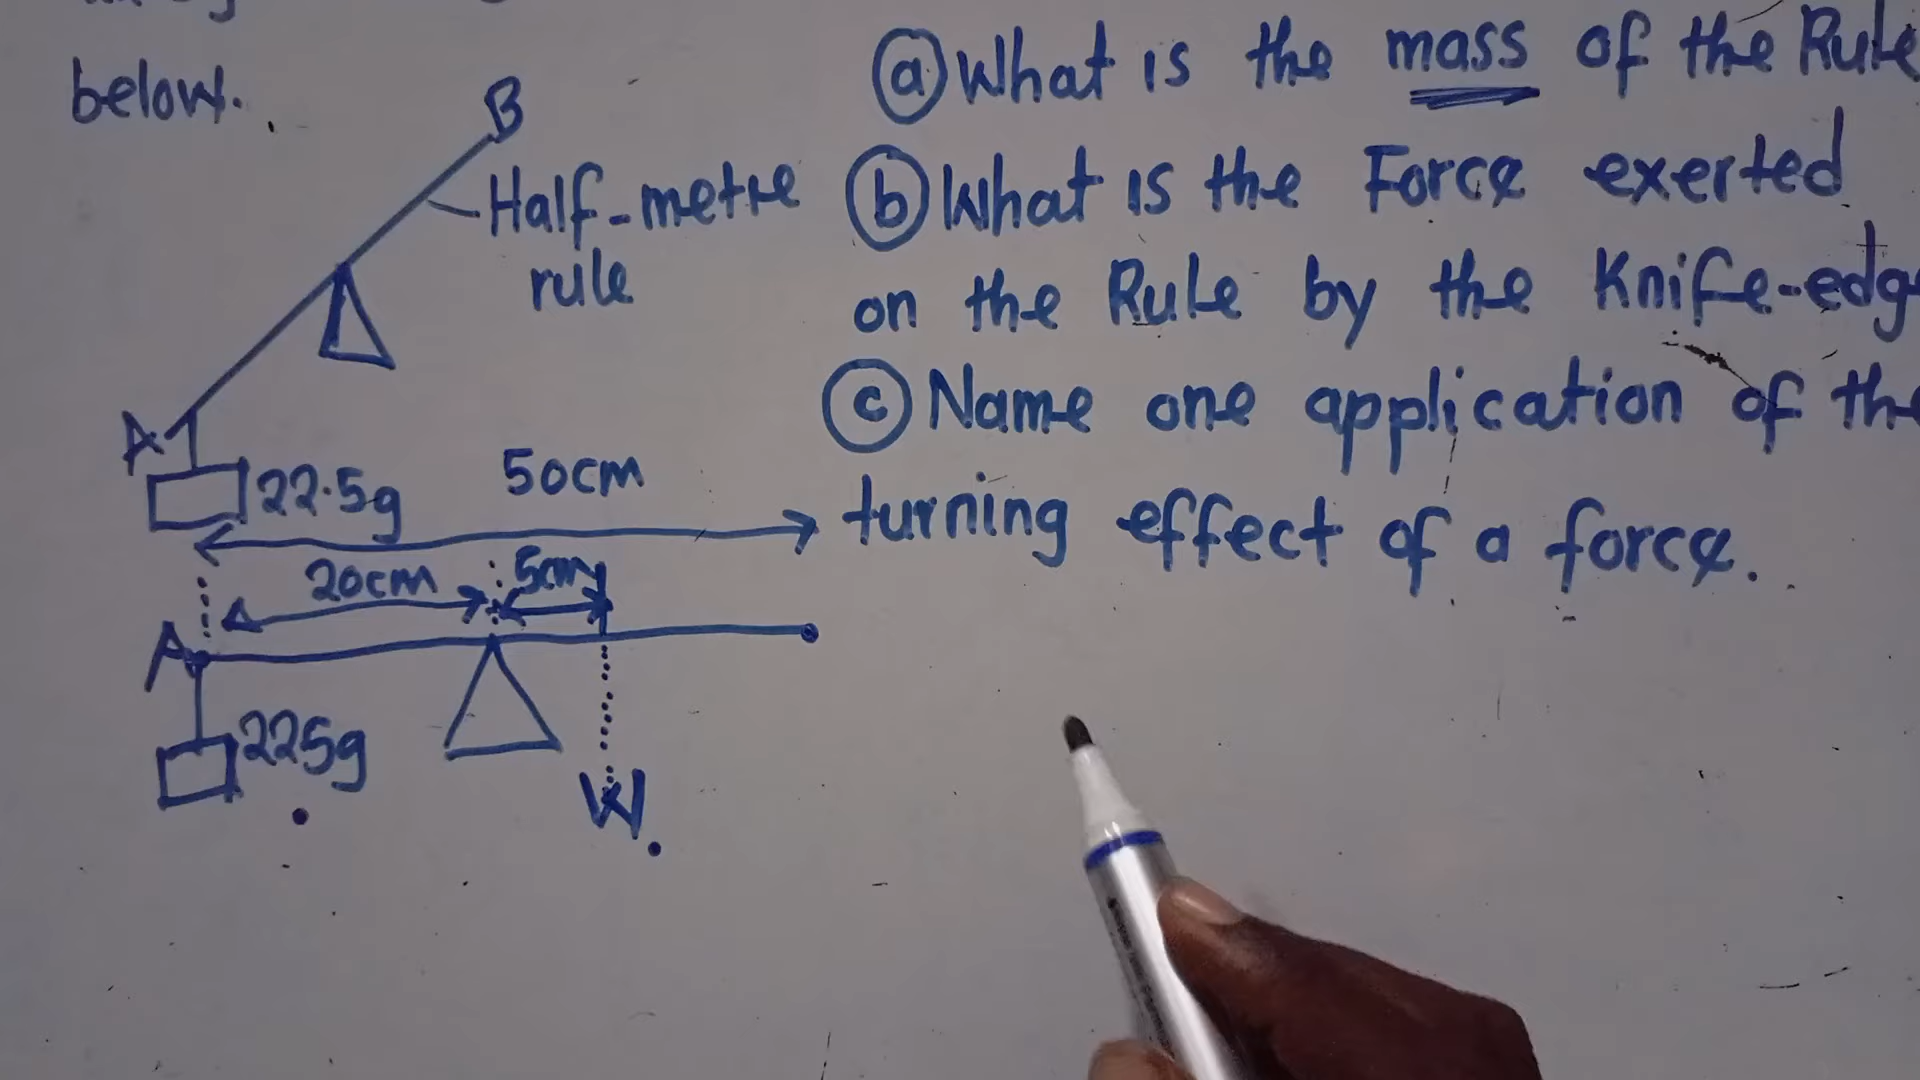 below.
B
Half-metre
rule
A
22.5g
50cm
20cm
5cm
A
225g
W
(a) What is the mass of the Rule
(b) What is the Force exerted
on the Rule by the Knife-edg
(c) Name one application of the
turning effect of a force.